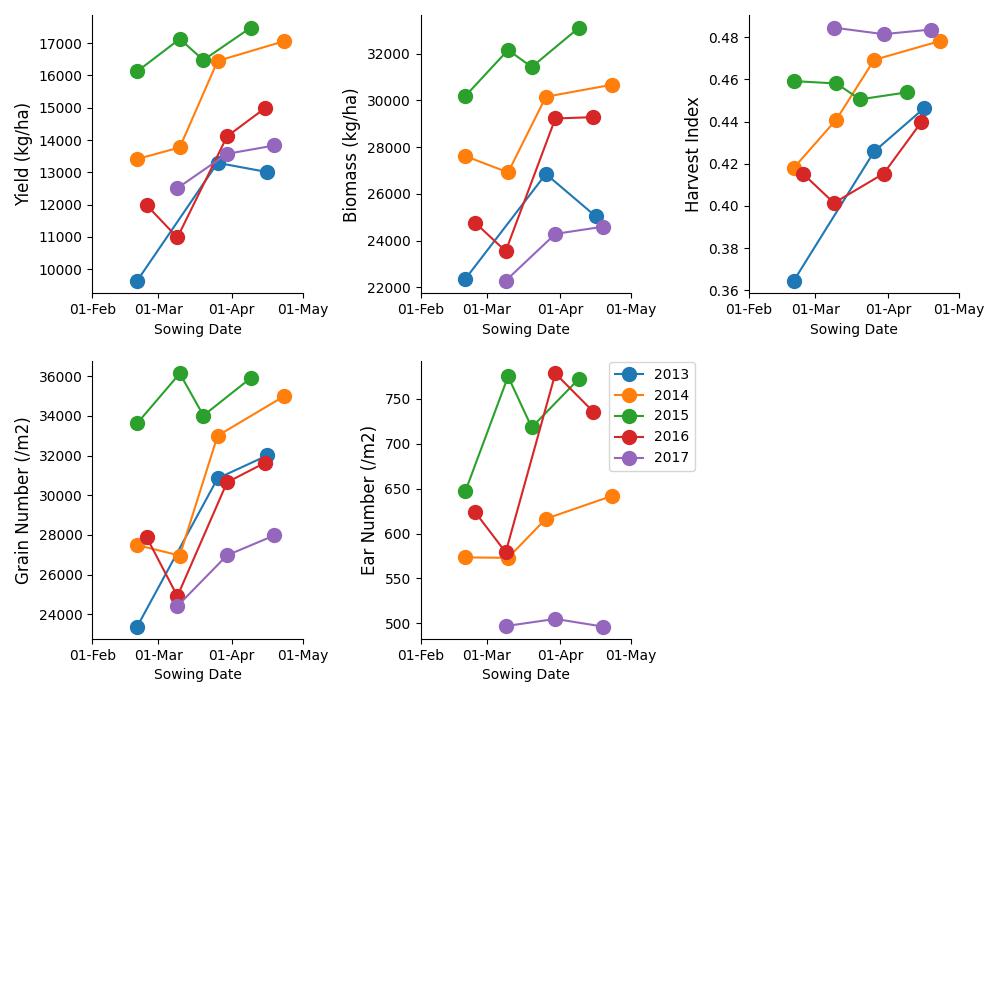 Yield (kg/ha)
17000
16000
15000
14000
13000
12000
11000
10000
01-Feb 01-Mar 01-Apr 01-May
Sowing Date
Biomass (kg/ha)
32000
30000
28000
26000
24000
22000
01-Feb 01-Mar 01-Apr 01-May
Sowing Date
Harvest Index
0.48
0.46
0.44
0.42
0.40
0.38
0.36
01-Feb 01-Mar 01-Apr 01-May
Sowing Date
Grain Number (/m2)
36000
34000
32000
30000
28000
26000
24000
01-Feb 01-Mar 01-Apr 01-May
Sowing Date
Ear Number (/m2)
750
700
650
600
550
500
01-Feb 01-Mar 01-Apr 01-May
Sowing Date
2013
2014
2015
2016
2017